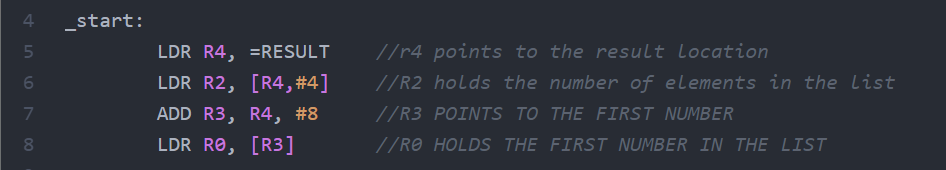 4 _start:
5 LDR R4, =RESULT //r4 points to the result location
6 LDR R2, [R4,#4] //R2 holds the number of elements in the list
7 ADD R3, R4, #8 //R3 POINTS TO THE FIRST NUMBER
8 LDR R0, [R3] //R0 HOLDS THE FIRST NUMBER IN THE LIST